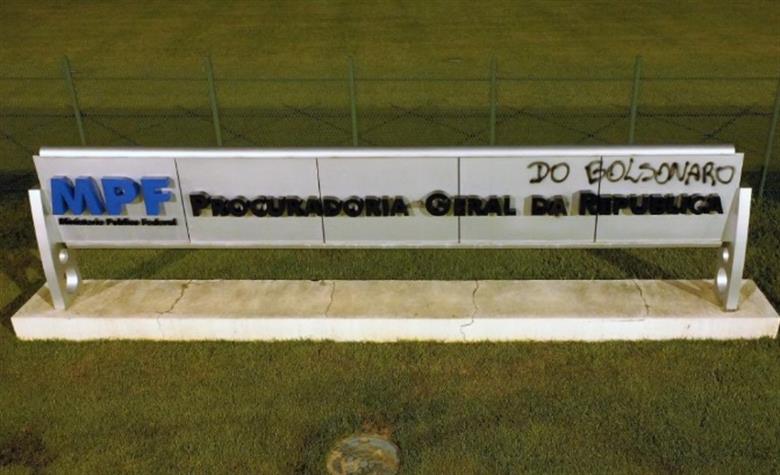 DO BOLSONARO
MPF PROCURADORIA GERAL DA REPUBLICA
Ministério Público Federal